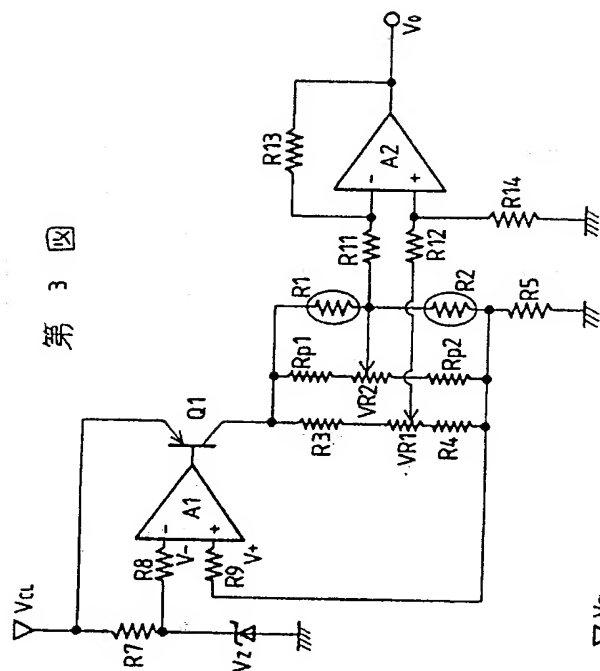 第 3 図
VCL
R7
R8
V-
R9
V+
VZ
A1
Q1
R3
VR1
R4
Rp1
VR2
Rp2
R1
R2
R5
R11
R12
R13
A2
-
+
-
+
R14
V0